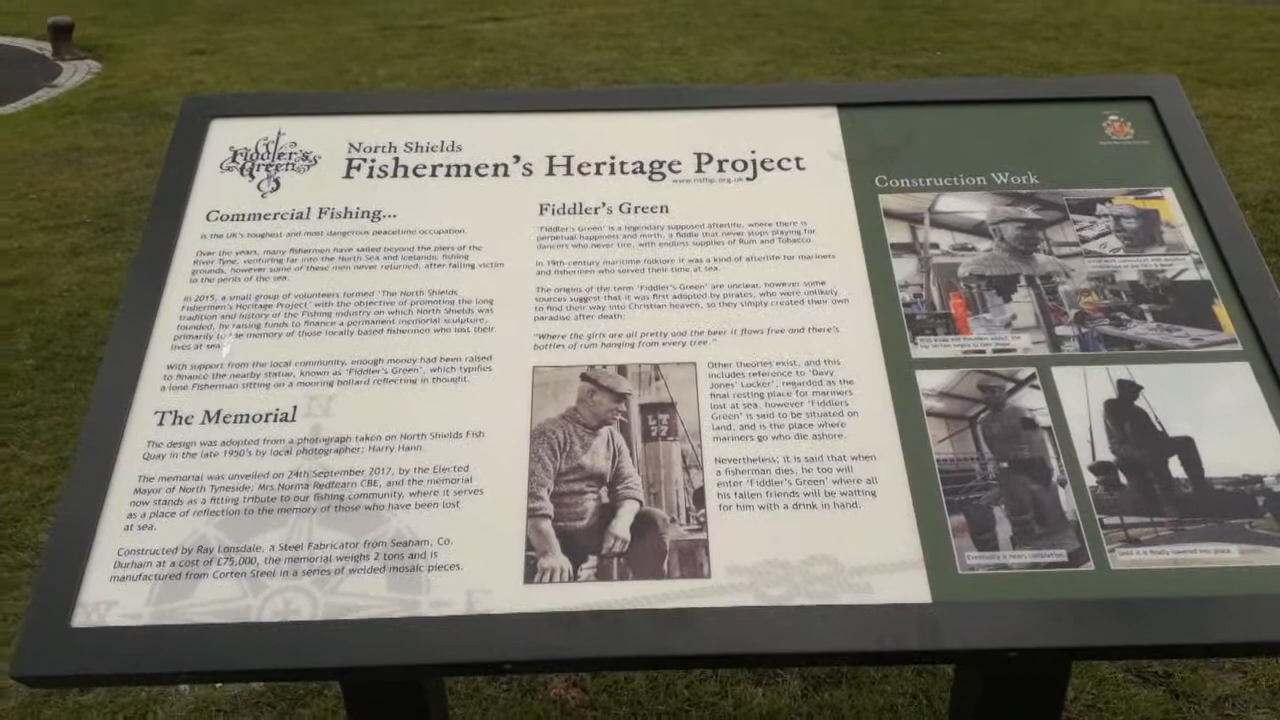 Fiddler's
Green
North Shields
Fishermen's Heritage Project
www.nsfhp.org.uk
Commercial Fishing...
is the UK's toughest and most dangerous peacetime occupation.
Over the years, many fishermen have sailed beyond the piers of the
River Tyne, venturing far into the North Sea and Icelandic fishing
grounds, however some of these men never returned, after falling victim
to the perils of the sea.
In 2015, a small group of volunteers formed 'The North Shields
Fishermen's Heritage Project' with the objective of promoting the long
tradition and history of the Fishing industry on which North Shields was
founded, by raising funds to finance a permanent memorial sculpture,
primarily to the memory of those locally based fishermen who lost their
lives at sea.
With support from the local community, enough money had been raised
to finance the nearby statue, known as 'Fiddler's Green', which typifies
a lone Fisherman sitting on a mooring bollard reflecting in thought.
The Memorial
The design was adopted from a photograph taken on North Shields Fish
Quay in the late 1950's by local photographer; Harry Hann.
The memorial was unveiled on 24th September 2017, by the Elected
Mayor of North Tyneside; Mrs Norma Redfearn CBE, and the memorial
now stands as a fitting tribute to our fishing community, where it serves
as a place of reflection to the memory of those who have been lost
at sea.
Constructed by Ray Lonsdale, a Steel Fabricator from Seaham, Co.
Durham at a cost of £75,000, the memorial weighs 2 tons and is
manufactured from Corten Steel in a series of welded mosaic pieces.
N
W
E
Fiddler's Green
'Fiddler's Green' is a legendary supposed afterlife, where there is
perpetual happiness and mirth, a fiddle that never stops playing for
dancers who never tire, with endless supplies of Rum and Tobacco.
In 19th-century maritime folklore it was a kind of afterlife for mariners
and fishermen who served their time at sea.
The origins of the term 'Fiddler's Green' are unclear, however some
sources suggest that it was first adopted by pirates, who were unlikely
to find their way into Christian heaven, so they simply created their own
paradise after death;
"Where the girls are all pretty and the beer it flows free and there's
bottles of rum hanging from every tree."
LT
77
Other theories exist, and this
includes reference to 'Davy
Jones' Locker', regarded as the
final resting place for mariners
lost at sea, however 'Fiddlers
Green' is said to be situated on
land, and is the place where
mariners go who die ashore.
Nevertheless; it is said that when
a fisherman dies, he too will
enter 'Fiddler's Green' where all
his fallen friends will be waiting
for him with a drink in hand.
Construction Work
Eventually it nears completion.
Until it is finally lowered into place.